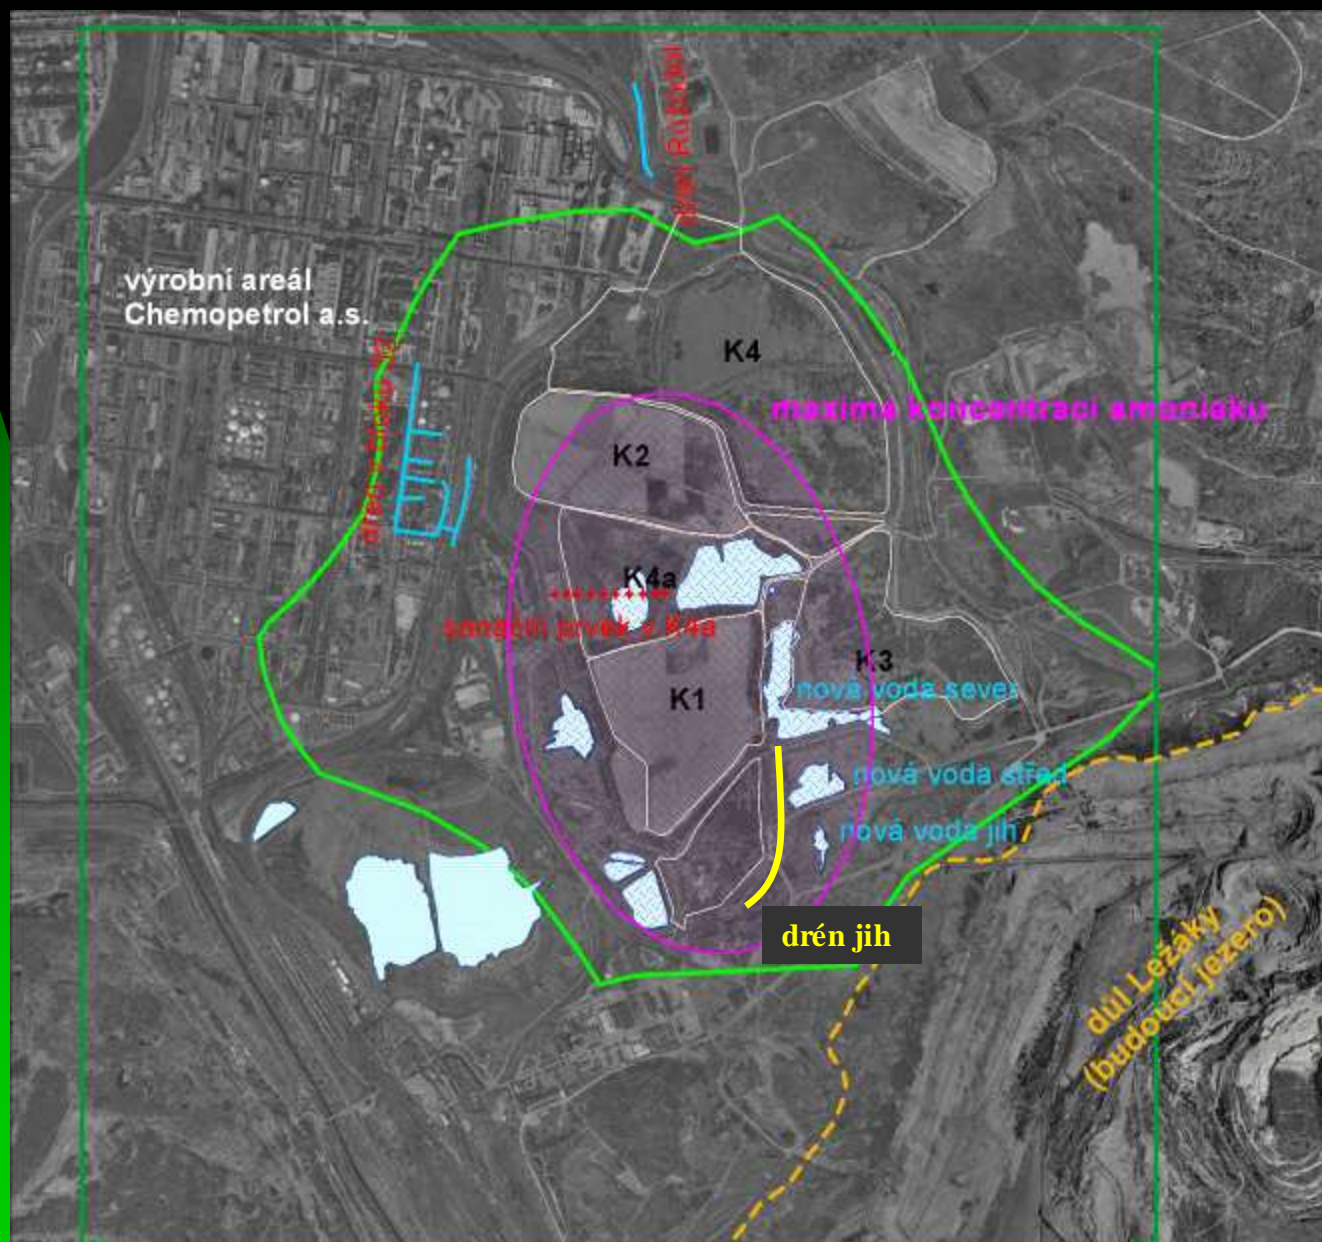 Růžodol
výrobní areál
Chemopetrol a.s.
K4
maxima koncentrací amoniaku
K2
K4a
sanační prvek v K4a
K3
nová voda sever
K1
nová voda střed
nová voda jih
drén jih
důl Ležáky
(budoucí jezero)